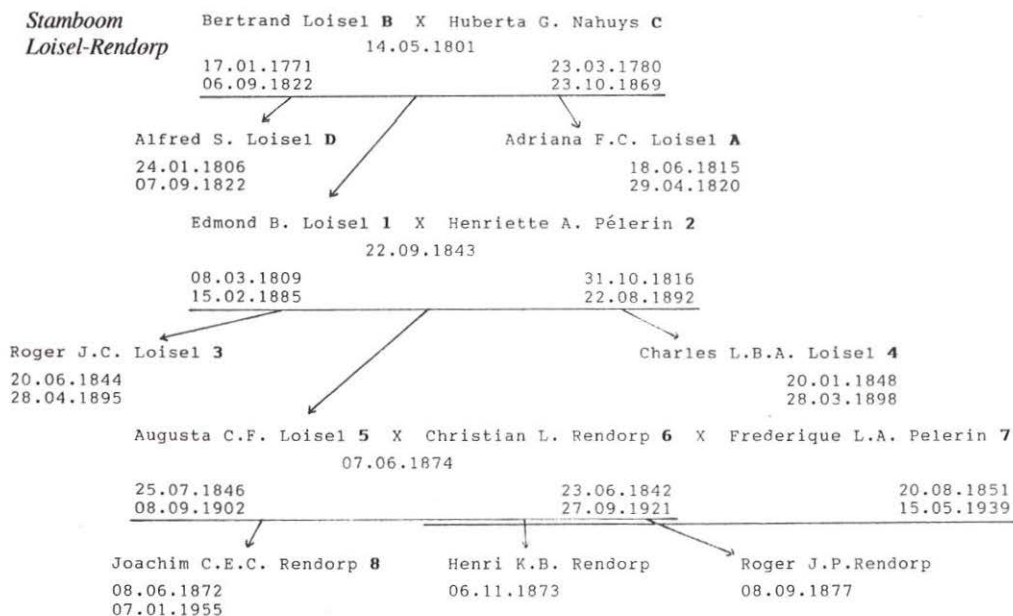 Stamboom
Loisel-Rendorp
Bertrand Loisel B X Huberta G. Nahuys C
14.05.1801
17.01.1771 23.03.1780
06.09.1822 23.10.1869
Alfred S. Loisel D Adriana F.C. Loisel A
24.01.1806 18.06.1815
07.09.1822 29.04.1820
Edmond B. Loisel 1 X Henriette A. Pélerin 2
22.09.1843
08.03.1809 31.10.1816
15.02.1885 22.08.1892
Roger J.C. Loisel 3 Charles L.B.A. Loisel 4
20.06.1844 20.01.1848
28.04.1895 28.03.1898
Augusta C.F. Loisel 5 X Christian L. Rendorp 6 X Frederique L.A. Pelerin 7
07.06.1874
25.07.1846 23.06.1842 20.08.1851
08.09.1902 27.09.1921 15.05.1939
Joachim C.E.C. Rendorp 8 Henri K.B. Rendorp Roger J.P.Rendorp
08.06.1872 06.11.1873 08.09.1877
07.01.1955